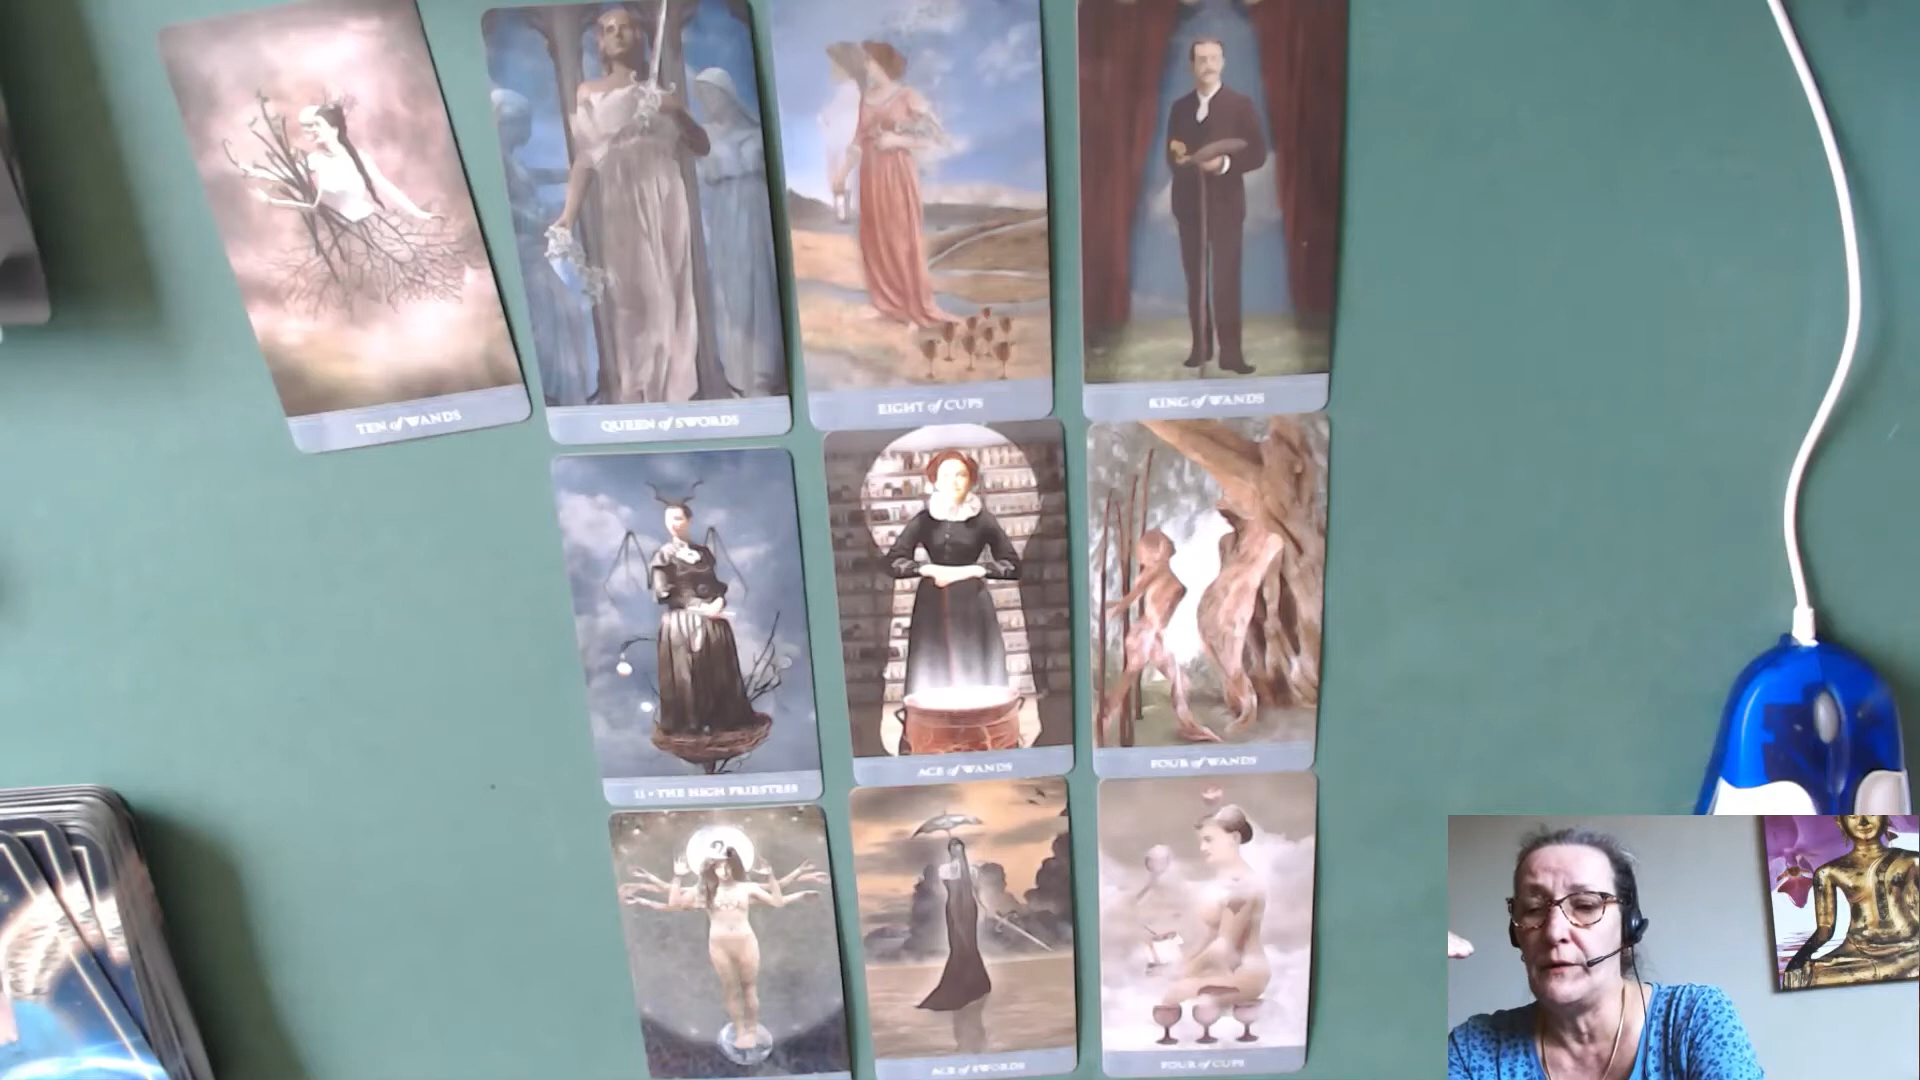 TEN of WANDS
QUEEN of SWORDS
EIGHT of CUPS
KING of WANDS
II • THE HIGH PRIESTESS
ACE of WANDS
FOUR of WANDS
ACE of SWORDS
FOUR of CUPS